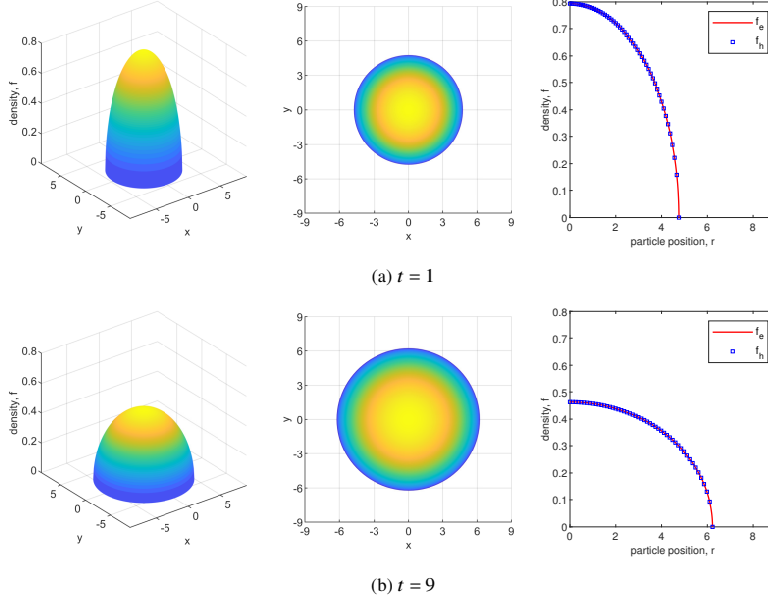 0.8
0.6
0.4
0.2
0
density, f
5
0
-5
y
-5
0
5
x
9
6
3
0
-3
-6
-9
y
-9 -6 -3 0 3 6 9
x
0.8
0.7
0.6
0.5
0.4
0.3
0.2
0.1
0
density, f
f_e
f_h
0 2 4 6 8
particle position, r
(a) t = 1
0.8
0.6
0.4
0.2
0
density, f
5
0
-5
y
-5
0
5
x
9
6
3
0
-3
-6
-9
y
-9 -6 -3 0 3 6 9
x
0.8
0.7
0.6
0.5
0.4
0.3
0.2
0.1
0
density, f
f_e
f_h
0 2 4 6 8
particle position, r
(b) t = 9